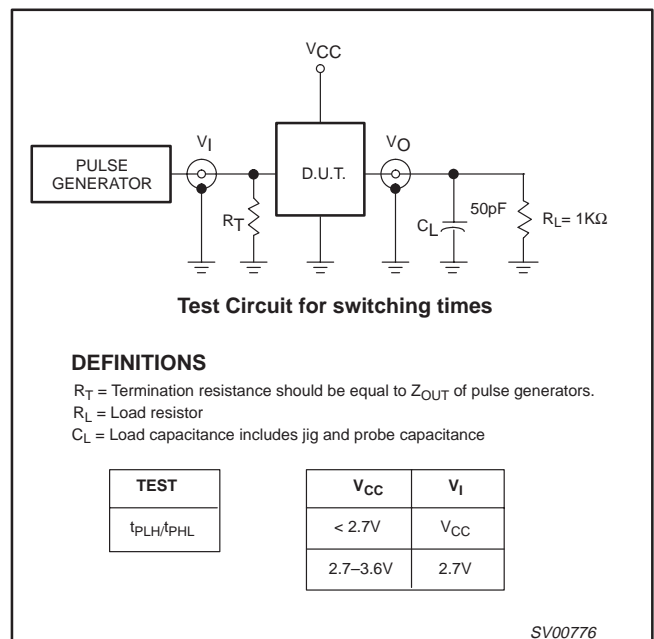 VCC
VI
VO
PULSE
GENERATOR
D.U.T.
RT
CL
50pF
RL= 1KΩ
Test Circuit for switching times
DEFINITIONS
RT = Termination resistance should be equal to ZOUT of pulse generators.
RL = Load resistor
CL = Load capacitance includes jig and probe capacitance
TEST
tPLH/tPHL
VCC VI
< 2.7V VCC
2.7–3.6V 2.7V
SV00776